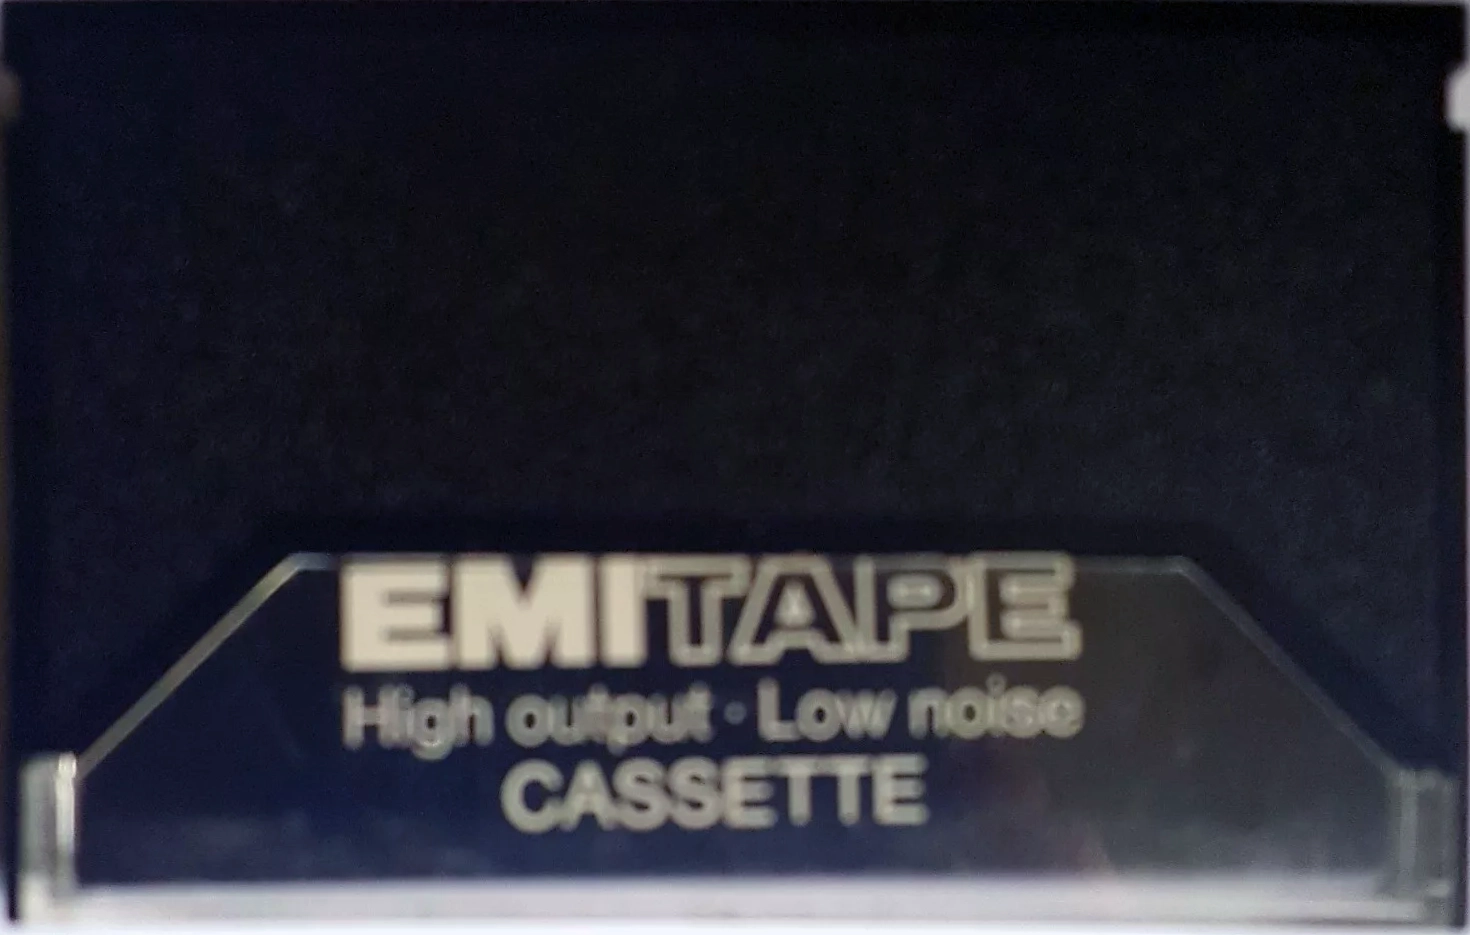 EMITAPE
High output · Low noise
CASSETTE